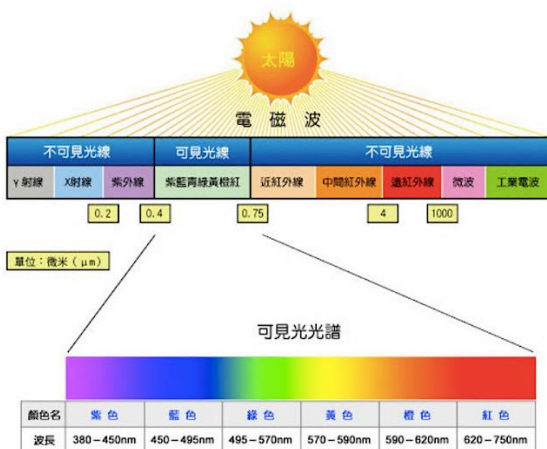 太陽
電磁波
不可見光線 可見光線 不可見光線
γ射線 X射線 紫外線 紫藍青綠黃橙紅 近紅外線 中間紅外線 遠紅外線 微波 工業電波
0.2 0.4 0.75 4 1000
單位：微米（μm）
可見光光譜
顏色名 紫色 藍色 綠色 黃色 橙色 紅色
波長 380－450nm 450－495nm 495－570nm 570－590nm 590－620nm 620－750nm